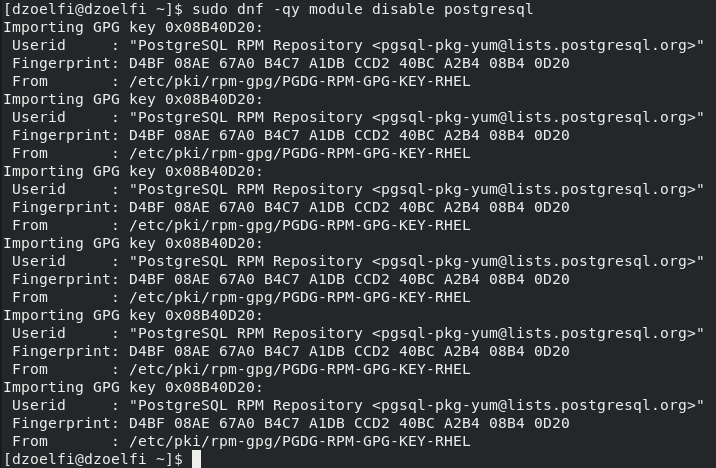 [dzoelfi@dzoelfi ~]$ sudo dnf -qy module disable postgresql
Importing GPG key 0x08B40D20:
 Userid     : "PostgreSQL RPM Repository <pgsql-pkg-yum@lists.postgresql.org>"
 Fingerprint: D4BF 08AE 67A0 B4C7 A1DB CCD2 40BC A2B4 08B4 0D20
 From       : /etc/pki/rpm-gpg/PGDG-RPM-GPG-KEY-RHEL
Importing GPG key 0x08B40D20:
 Userid     : "PostgreSQL RPM Repository <pgsql-pkg-yum@lists.postgresql.org>"
 Fingerprint: D4BF 08AE 67A0 B4C7 A1DB CCD2 40BC A2B4 08B4 0D20
 From       : /etc/pki/rpm-gpg/PGDG-RPM-GPG-KEY-RHEL
Importing GPG key 0x08B40D20:
 Userid     : "PostgreSQL RPM Repository <pgsql-pkg-yum@lists.postgresql.org>"
 Fingerprint: D4BF 08AE 67A0 B4C7 A1DB CCD2 40BC A2B4 08B4 0D20
 From       : /etc/pki/rpm-gpg/PGDG-RPM-GPG-KEY-RHEL
Importing GPG key 0x08B40D20:
 Userid     : "PostgreSQL RPM Repository <pgsql-pkg-yum@lists.postgresql.org>"
 Fingerprint: D4BF 08AE 67A0 B4C7 A1DB CCD2 40BC A2B4 08B4 0D20
 From       : /etc/pki/rpm-gpg/PGDG-RPM-GPG-KEY-RHEL
Importing GPG key 0x08B40D20:
 Userid     : "PostgreSQL RPM Repository <pgsql-pkg-yum@lists.postgresql.org>"
 Fingerprint: D4BF 08AE 67A0 B4C7 A1DB CCD2 40BC A2B4 08B4 0D20
 From       : /etc/pki/rpm-gpg/PGDG-RPM-GPG-KEY-RHEL
Importing GPG key 0x08B40D20:
 Userid     : "PostgreSQL RPM Repository <pgsql-pkg-yum@lists.postgresql.org>"
 Fingerprint: D4BF 08AE 67A0 B4C7 A1DB CCD2 40BC A2B4 08B4 0D20
 From       : /etc/pki/rpm-gpg/PGDG-RPM-GPG-KEY-RHEL
[dzoelfi@dzoelfi ~]$